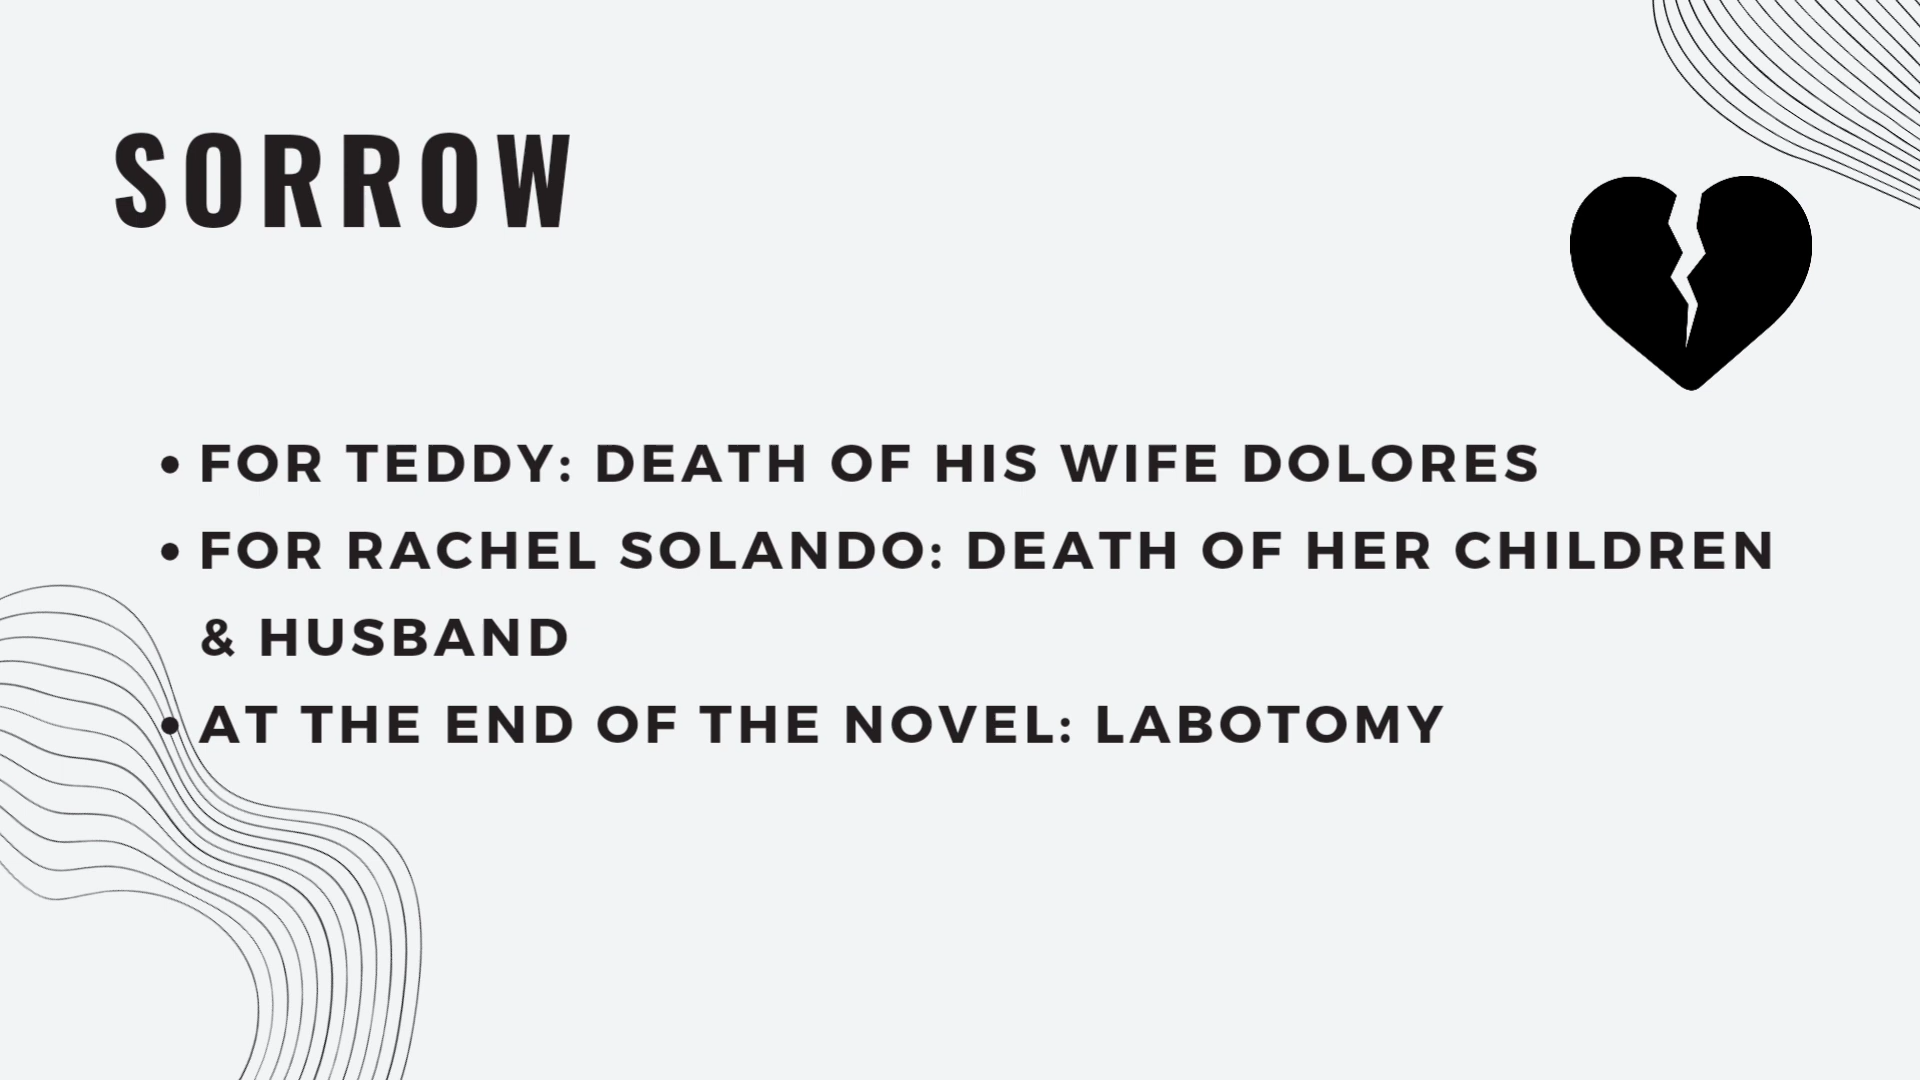 SORROW
• FOR TEDDY: DEATH OF HIS WIFE DOLORES
• FOR RACHEL SOLANDO: DEATH OF HER CHILDREN
& HUSBAND
• AT THE END OF THE NOVEL: LABOTOMY